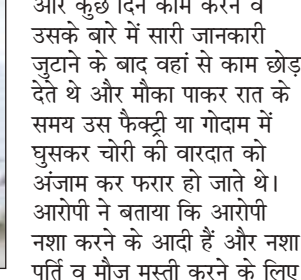 और कुछ दिन काम करने व
उसके बारे में सारी जानकारी
जुटाने के बाद वहां से काम छोड़
देते थे और मौका पाकर रात के
समय उस फैक्ट्री या गोदाम में
घुसकर चोरी की वारदात को
अंजाम कर फरार हो जाते थे।
आरोपी ने बताया कि आरोपी
नशा करने के आदी हैं और नशा
पूर्ति व मौज मस्ती करने के लिए